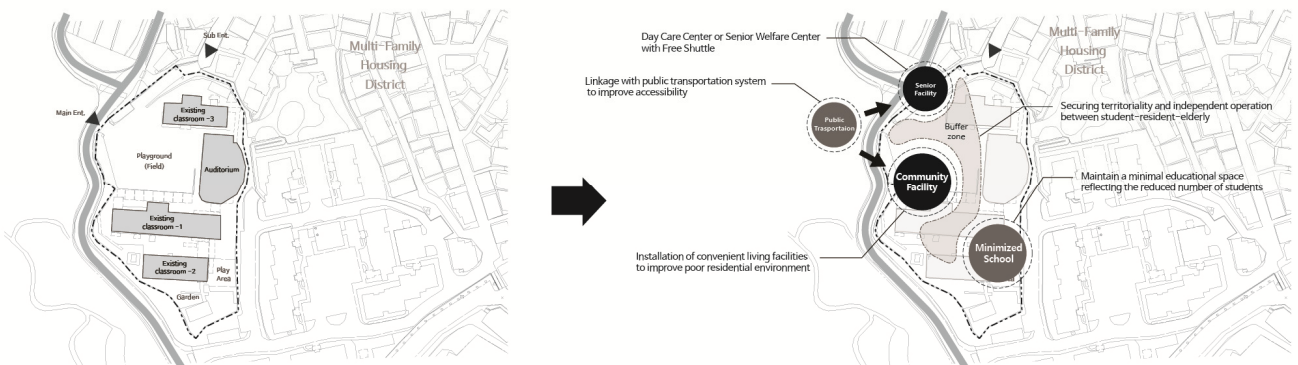 Sub Ent.
Multi-Family
Housing
District
Main Ent.
Existing
classroom -3
Playground
(Field)
Auditorium
Existing
classroom -1
Existing
classroom -2
Play
Area
Garden
Day Care Center or Senior Welfare Center
with Free Shuttle
Linkage with public transportation system
to improve accessibility
Public
Trasportaion
Senior
Facility
Multi-Family
Housing
District
Buffer
zone
Securing territoriality and independent operation
between student-resident-elderly
Community
Facility
Maintain a minimal educational space
reflecting the reduced number of students
Minimized
School
Installation of convenient living facilities
to improve poor residential environment